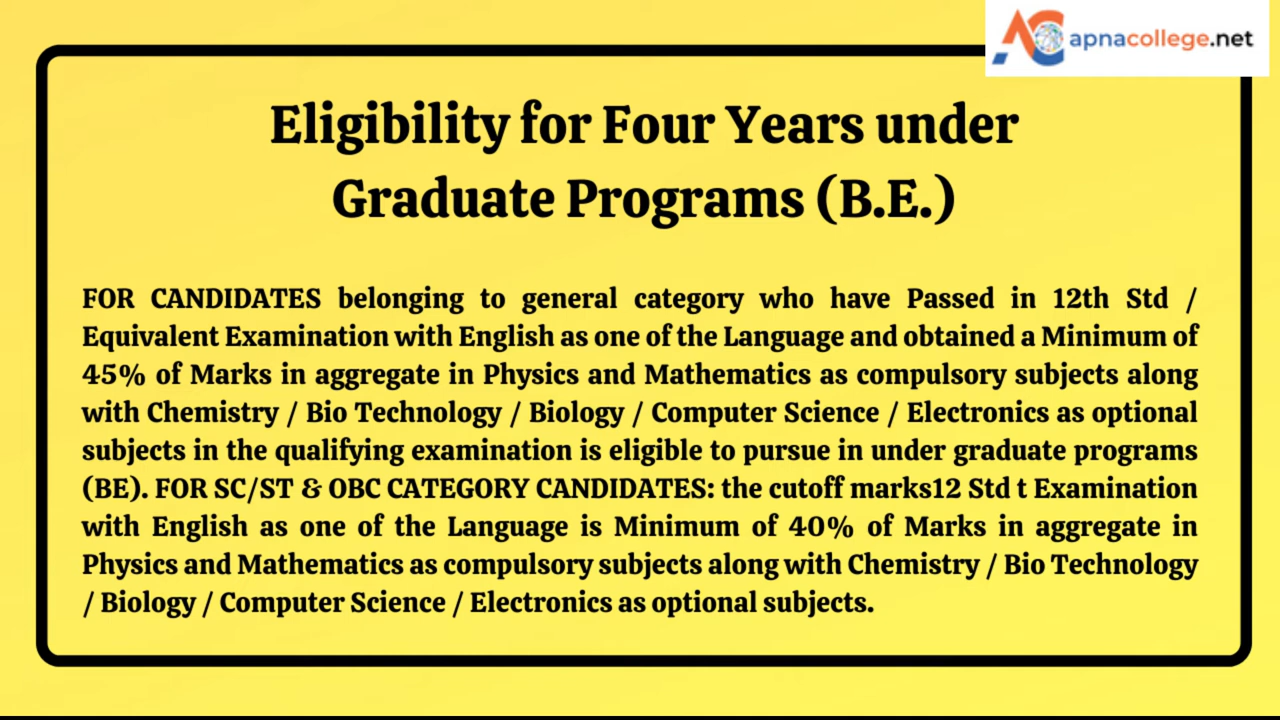 apnacollege.net
Eligibility for Four Years under
Graduate Programs (B.E.)
FOR CANDIDATES belonging to general category who have Passed in 12th Std /
Equivalent Examination with English as one of the Language and obtained a Minimum of
45% of Marks in aggregate in Physics and Mathematics as compulsory subjects along
with Chemistry / Bio Technology / Biology / Computer Science / Electronics as optional
subjects in the qualifying examination is eligible to pursue in under graduate programs
(BE). FOR SC/ST & OBC CATEGORY CANDIDATES: the cutoff marks12 Std t Examination
with English as one of the Language is Minimum of 40% of Marks in aggregate in
Physics and Mathematics as compulsory subjects along with Chemistry / Bio Technology
/ Biology / Computer Science / Electronics as optional subjects.